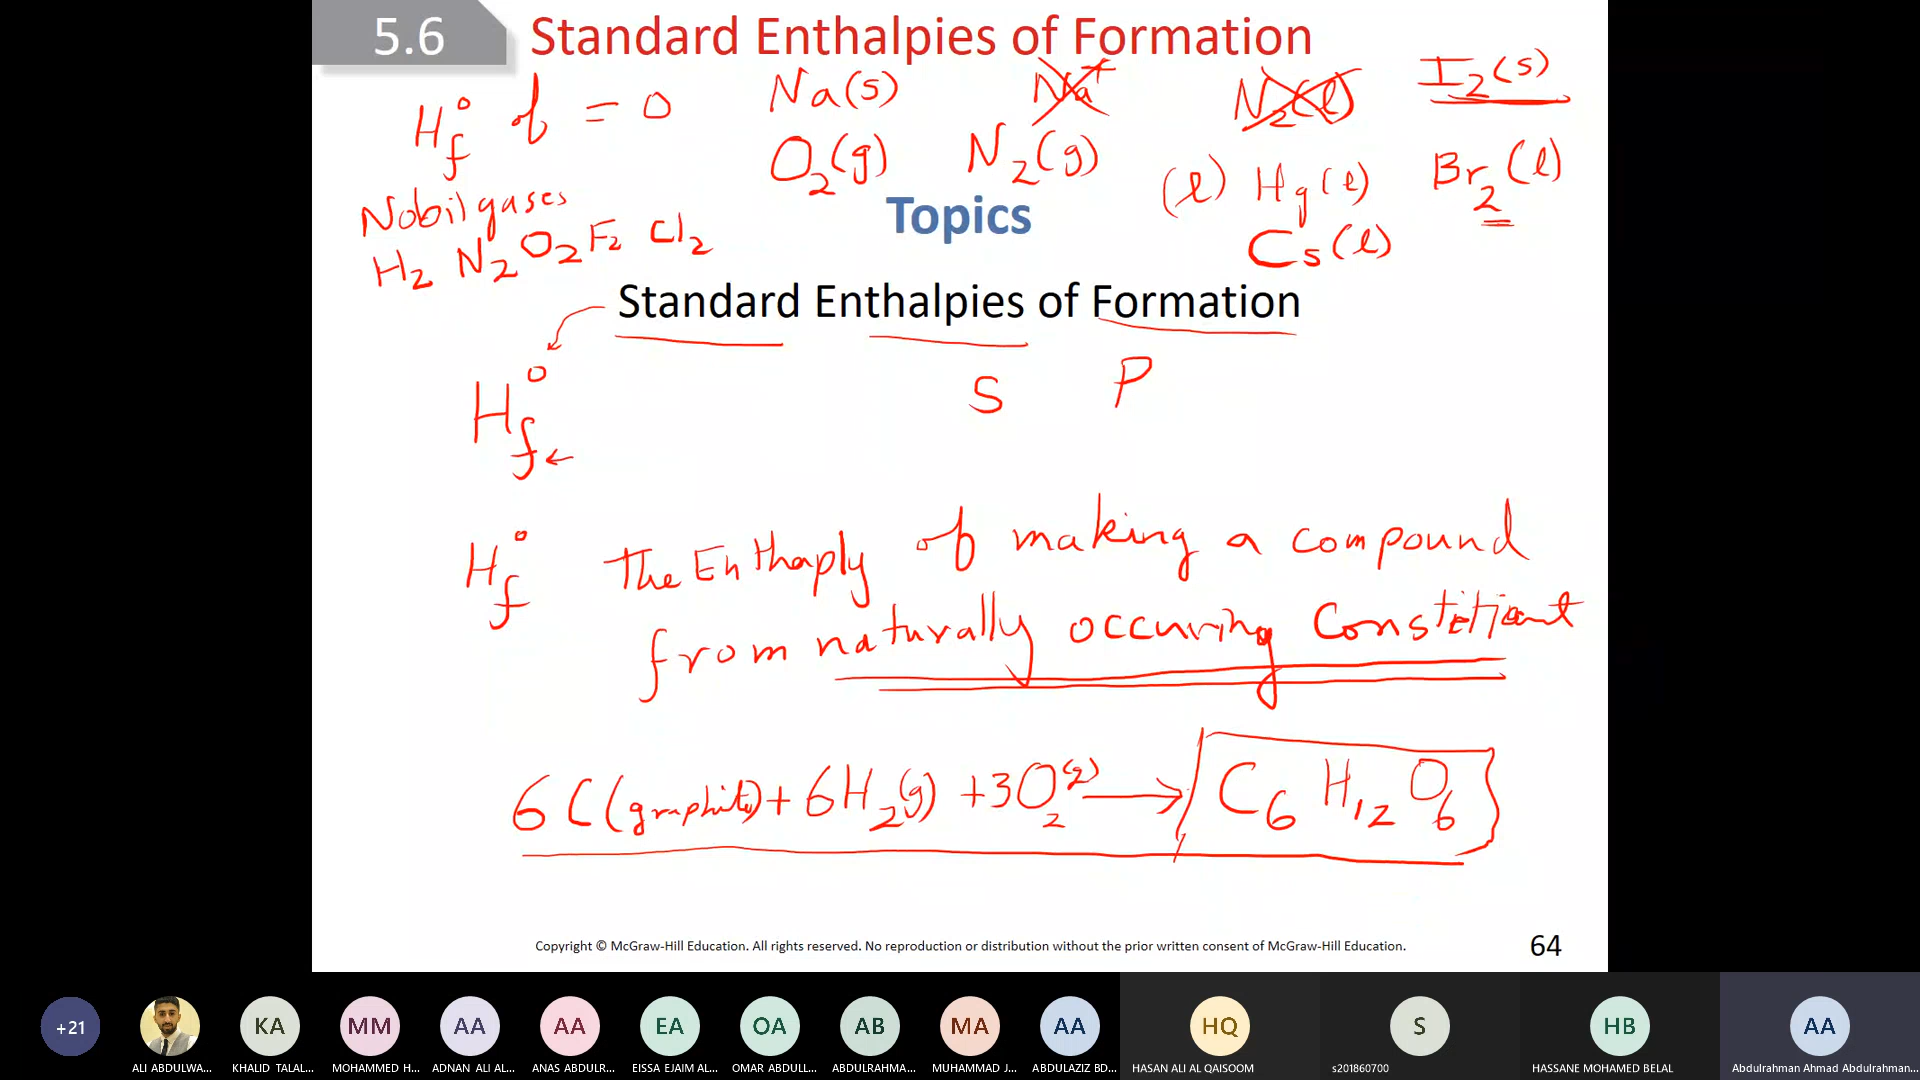 5.6 Standard Enthalpies of Formation
H°f of = 0 Na(s) Na+ N2(l) I2(s)
O2(g) N2(g) (l) Hg(l) Br2(l)
Nobil gases
Topics
H2 N2 O2 F2 Cl2 Cs(l)
Standard Enthalpies of Formation
H°f S P
H°f The Enthaply of making a compound
from naturally occuring
6 C(graphite) + 6H2(g) + 3O2(g) → C6 H12 O6
Copyright © McGraw-Hill Education. All rights reserved. No reproduction or distribution without the prior written consent of McGraw-Hill Education.
64
+21 KA MM AA AA EA OA AB MA AA HQ S HB AA
ALI ABDULWA... KHALID TALAL... MOHAMMED H... ADNAN ALI AL... ANAS ABDULR... EISSA EJAIM AL... OMAR ABDULL... ABDULRAHMA... MUHAMMAD J... ABDULAZIZ BD... HASAN ALI AL QAISOOM s201860700 HASSANE MOHAMED BELAL Abdulrahman Ahmad Abdulrahman...